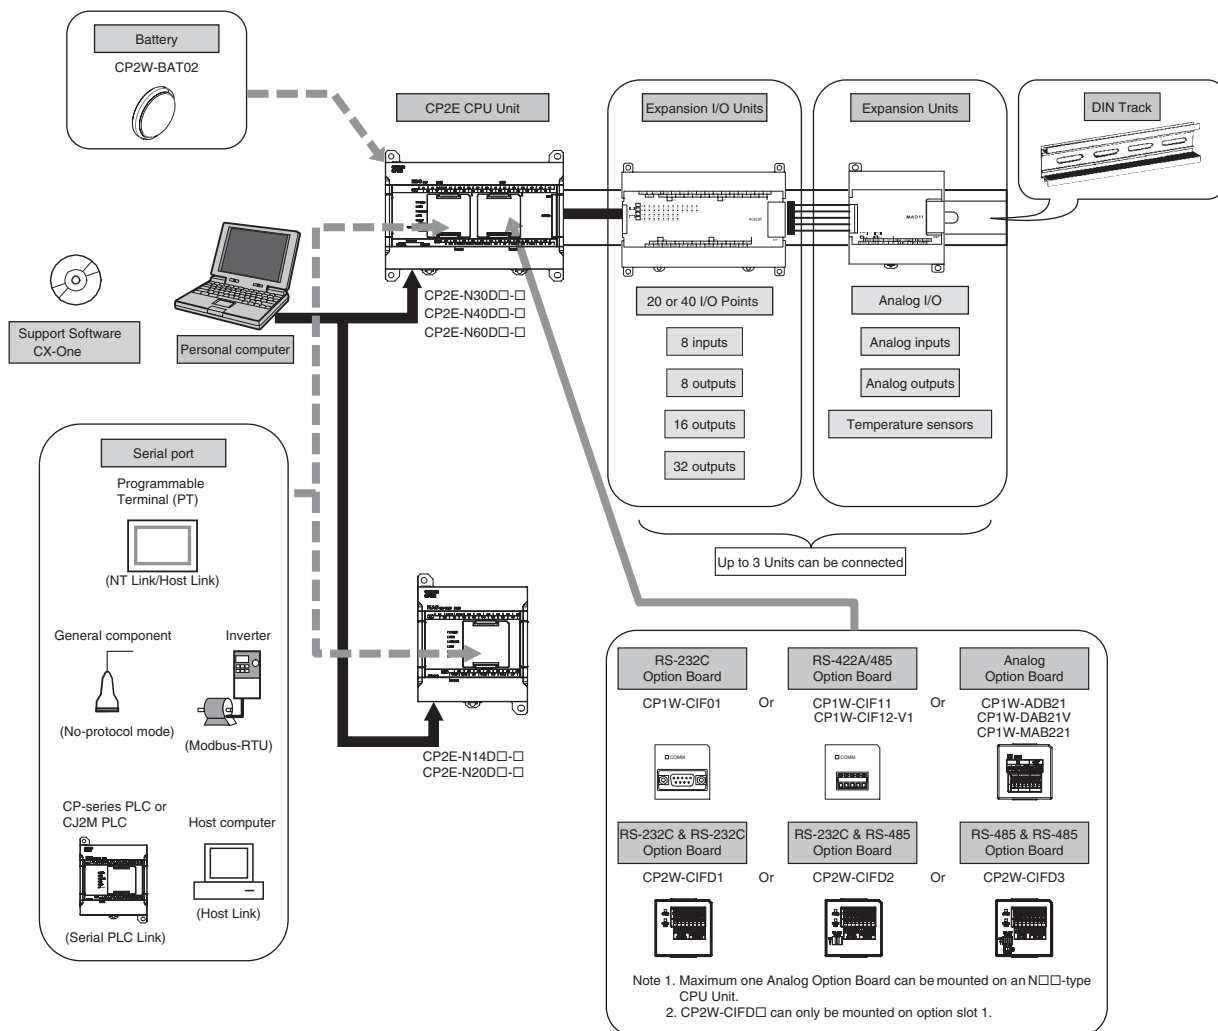 Battery
CP2W-BAT02
CP2E CPU Unit
Expansion I/O Units
Expansion Units
DIN Track
40EDR
MAD11
CP2E-N30D□-□
CP2E-N40D□-□
CP2E-N60D□-□
20 or 40 I/O Points
8 inputs
8 outputs
16 outputs
32 outputs
Analog I/O
Analog inputs
Analog outputs
Temperature sensors
Support Software
CX-One
Personal computer
Up to 3 Units can be connected
Serial port
Programmable
Terminal (PT)
(NT Link/Host Link)
General component
Inverter
(No-protocol mode)
(Modbus-RTU)
CP-series PLC or
CJ2M PLC
Host computer
(Host Link)
(Serial PLC Link)
CP2E-N14D□-□
CP2E-N20D□-□
RS-232C
Option Board
CP1W-CIF01
Or
RS-422A/485
Option Board
CP1W-CIF11
CP1W-CIF12-V1
Or
Analog
Option Board
CP1W-ADB21
CP1W-DAB21V
CP1W-MAB221
COMM
COMM
RS-232C & RS-232C
Option Board
CP2W-CIFD1
Or
RS-232C & RS-485
Option Board
CP2W-CIFD2
Or
RS-485 & RS-485
Option Board
CP2W-CIFD3
Note 1. Maximum one Analog Option Board can be mounted on an N□□-type
CPU Unit.
2. CP2W-CIFD□ can only be mounted on option slot 1.